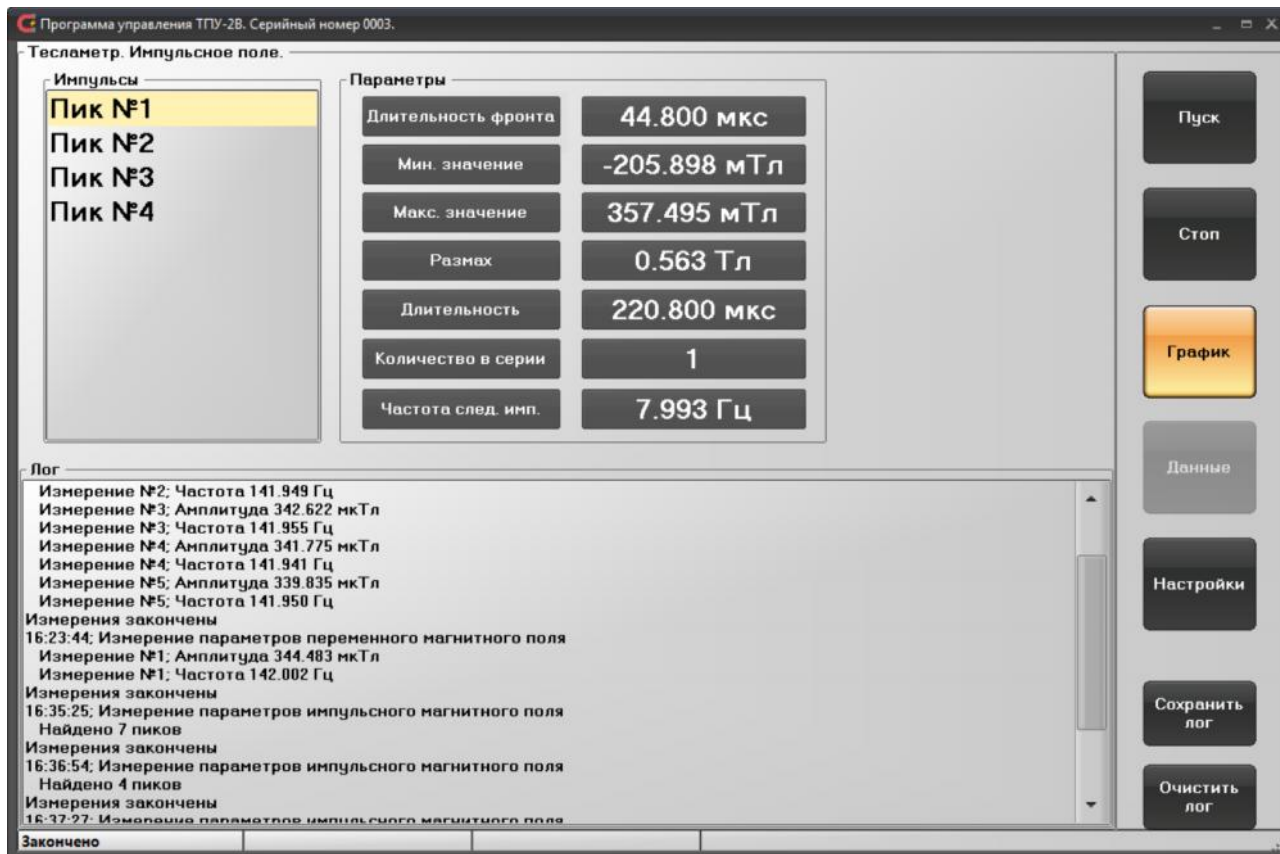 Программа управления ТПУ-2В. Серийный номер 0003.
Тесламетр. Импульсное поле.
Импульсы
Пик №1
Пик №2
Пик №3
Пик №4
Параметры
Длительность фронта 44.800 мкс
Мин. значение -205.898 мТл
Макс. значение 357.495 мТл
Размах 0.563 Тл
Длительность 220.800 мкс
Количество в серии 1
Частота след. имп. 7.993 Гц
Лог
Измерение №2; Частота 141.949 Гц
Измерение №3; Амплитуда 342.622 мкТл
Измерение №3; Частота 141.955 Гц
Измерение №4; Амплитуда 341.775 мкТл
Измерение №4; Частота 141.941 Гц
Измерение №5; Амплитуда 339.835 мкТл
Измерение №5; Частота 141.950 Гц
Измерения закончены
16:23:44; Измерение параметров переменного магнитного поля
Измерение №1; Амплитуда 344.483 мкТл
Измерение №1; Частота 142.002 Гц
Измерения закончены
16:35:25; Измерение параметров импульсного магнитного поля
Найдено 7 пиков
Измерения закончены
16:36:54; Измерение параметров импульсного магнитного поля
Найдено 4 пиков
Измерения закончены
16:37:27; Измерение параметров импульсного магнитного поля
Пуск
Стоп
График
Данные
Настройки
Сохранить
лог
Очистить
лог
Закончено